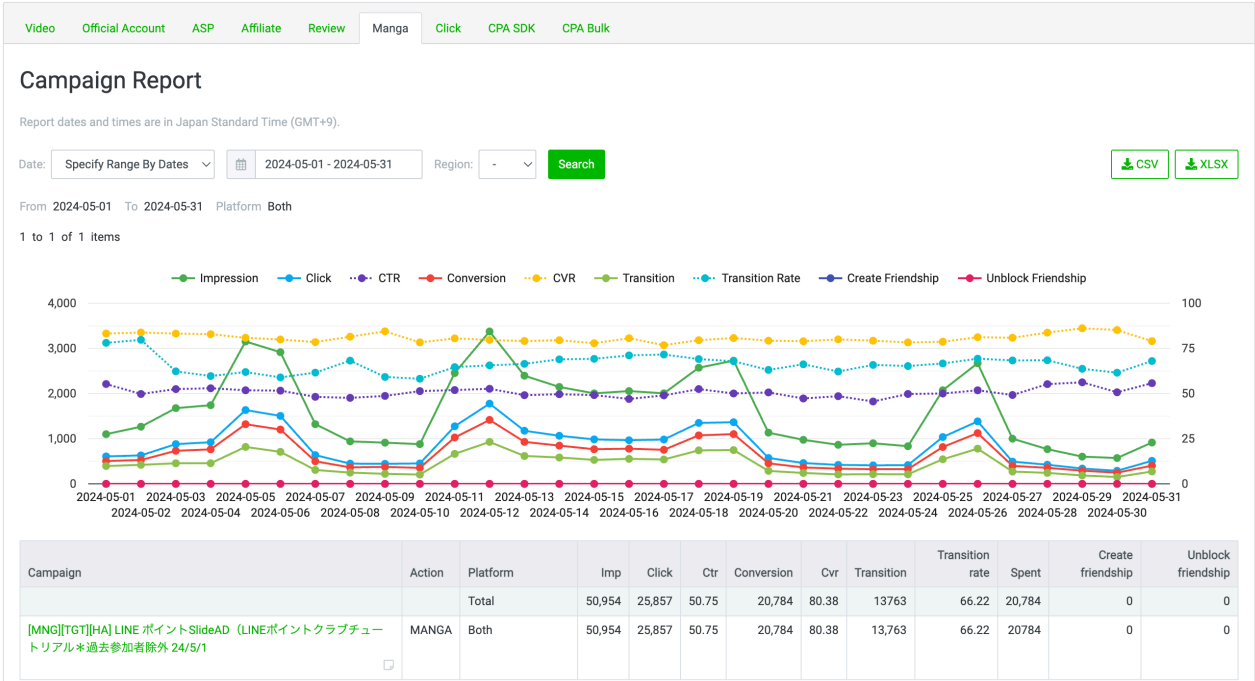 Video Official Account ASP Affiliate Review Manga Click CPA SDK CPA Bulk
Campaign Report
Report dates and times are in Japan Standard Time (GMT+9).
Date: Specify Range By Dates 2024-05-01 - 2024-05-31 Region: - Search CSV XLSX
From 2024-05-01 To 2024-05-31 Platform Both
1 to 1 of 1 items
Impression Click CTR Conversion CVR Transition Transition Rate Create Friendship Unblock Friendship
4,000 100
3,000 75
2,000 50
1,000 25
0 0
2024-05-01 2024-05-03 2024-05-05 2024-05-07 2024-05-09 2024-05-11 2024-05-13 2024-05-15 2024-05-17 2024-05-19 2024-05-21 2024-05-23 2024-05-25 2024-05-27 2024-05-29 2024-05-31
2024-05-02 2024-05-04 2024-05-06 2024-05-08 2024-05-10 2024-05-12 2024-05-14 2024-05-16 2024-05-18 2024-05-20 2024-05-22 2024-05-24 2024-05-26 2024-05-28 2024-05-30
Campaign Action Platform Imp Click Ctr Conversion Cvr Transition Transition rate Spent Create friendship Unblock friendship
Total 50,954 25,857 50.75 20,784 80.38 13763 66.22 20,784 0 0
[MNG][TGT][HA] LINE ポイントSlideAD（LINEポイントクラブチュー MANGA Both 50,954 25,857 50.75 20,784 80.38 13,763 66.22 20784 0 0
トリアル＊過去参加者除外 24/5/1